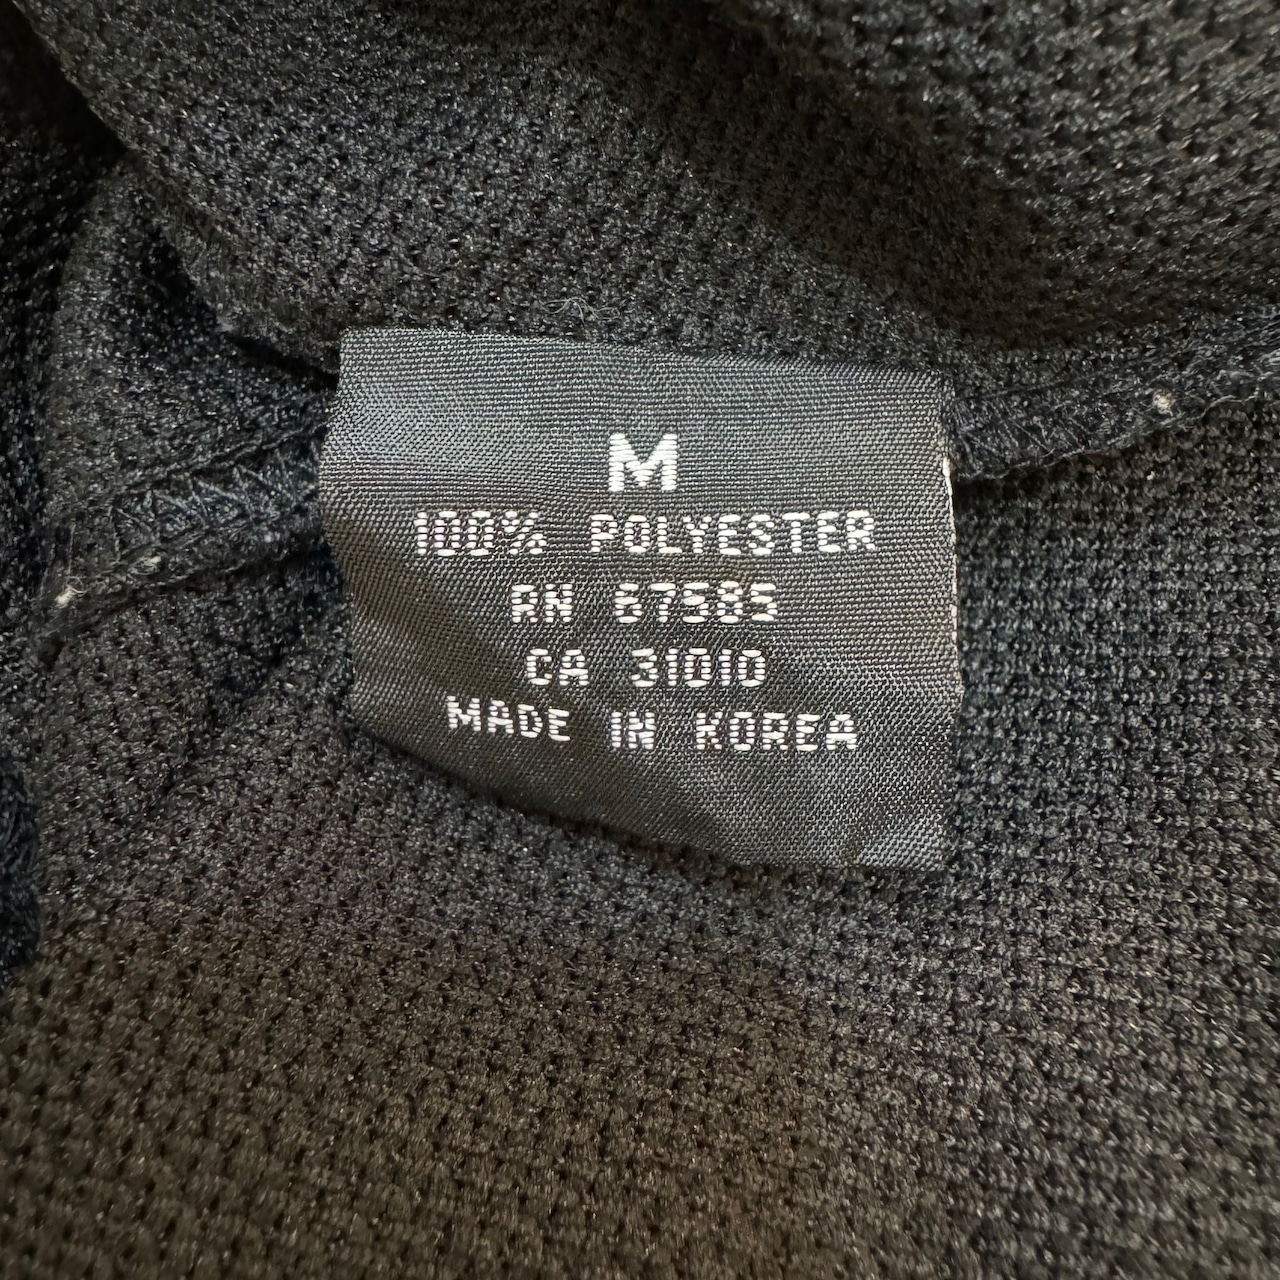 M
100% POLYESTER
RN 67585
CA 31010
MADE IN KOREA